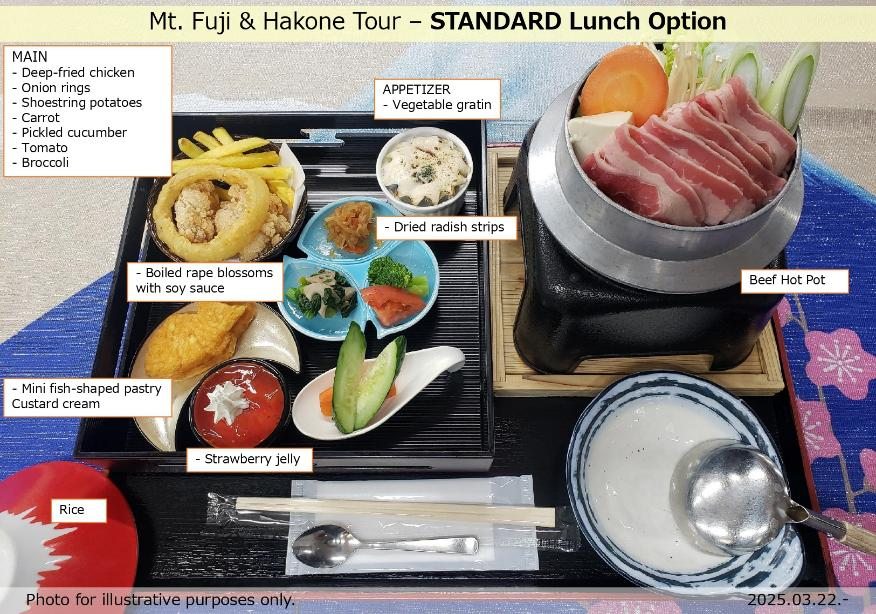 Mt. Fuji & Hakone Tour – STANDARD Lunch Option
MAIN
- Deep-fried chicken
- Onion rings
- Shoestring potatoes
- Carrot
- Pickled cucumber
- Tomato
- Broccoli
APPETIZER
- Vegetable gratin
- Dried radish strips
- Boiled rape blossoms
with soy sauce
Beef Hot Pot
- Mini fish-shaped pastry
Custard cream
- Strawberry jelly
Rice
Photo for illustrative purposes only.
2025.03.22.-